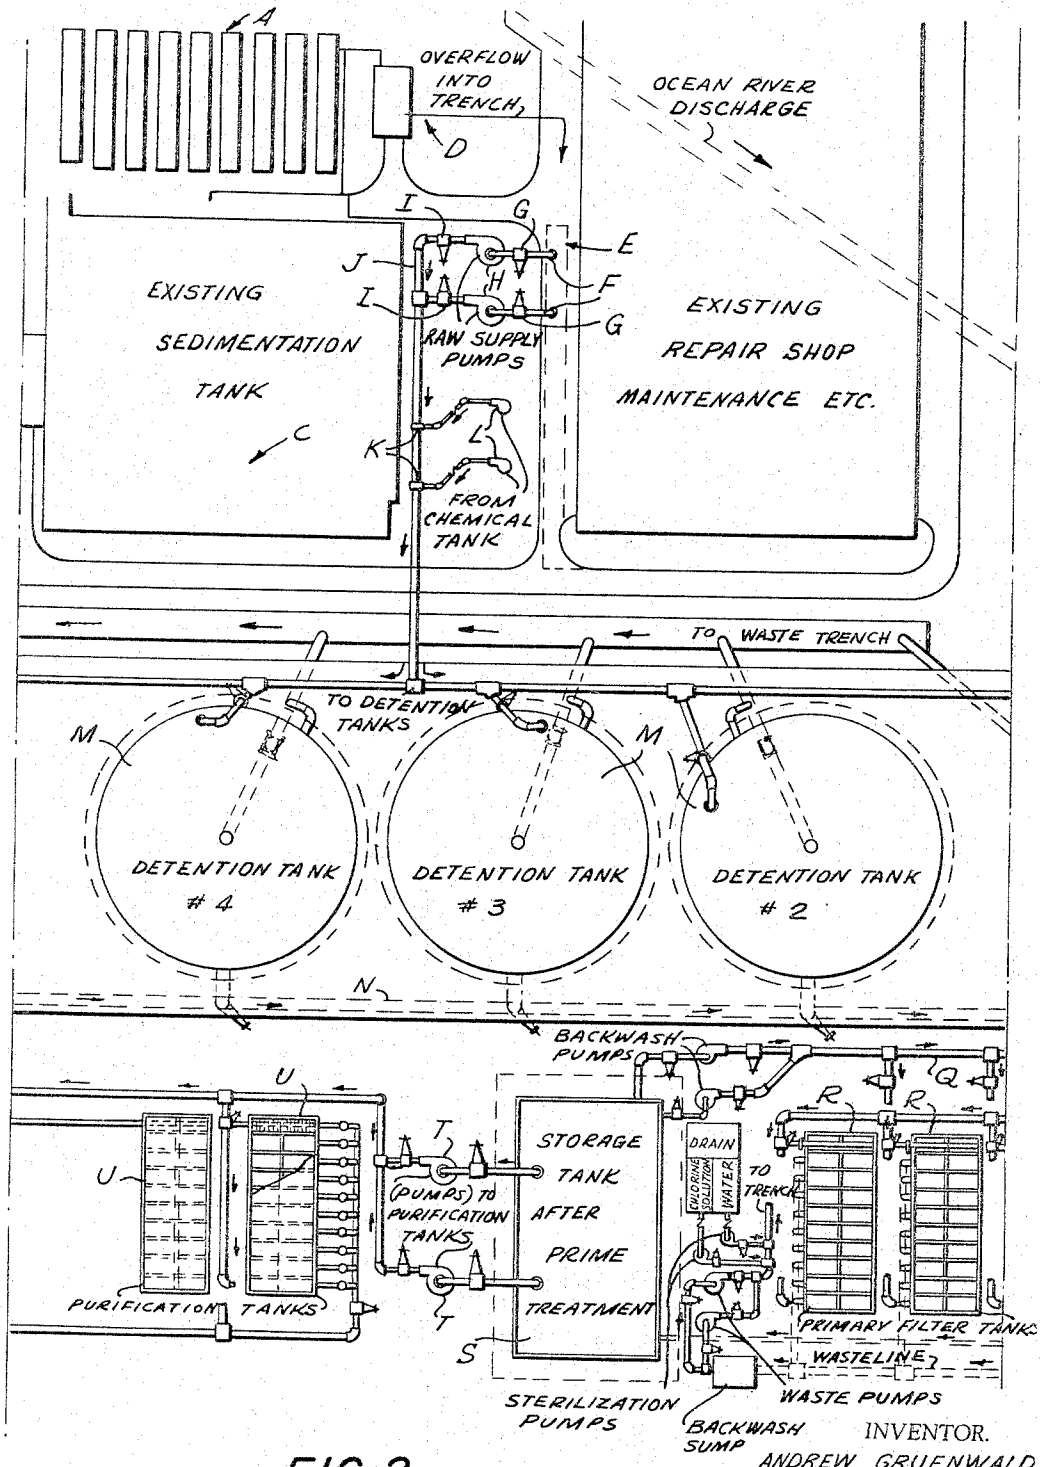 A
OVERFLOW
INTO
TRENCH
D
OCEAN RIVER
DISCHARGE
I
G
E
J
H
F
I
G
RAW SUPPLY
PUMPS
EXISTING
SEDIMENTATION
TANK
C
EXISTING
REPAIR SHOP
MAINTENANCE ETC.
K
L
FROM
CHEMICAL
TANK
TO WASTE TRENCH
TO DETENTION
TANKS
M
M
DETENTION TANK
# 4
DETENTION TANK
# 3
DETENTION TANK
# 2
N
BACKWASH
PUMPS
Q
U
R
R
U
T
STORAGE
TANK
AFTER
PRIME
TREATMENT
DRAIN
CHLORINE
SOLUTION
WATER
TO
TRENCH
(PUMPS) TO
PURIFICATION
TANKS
PURIFICATION TANKS
T
S
PRIMARY FILTER TANKS
WASTELINE
WASTE PUMPS
STERILIZATION
PUMPS
BACKWASH
SUMP
INVENTOR.
ANDREW GRUENWALD